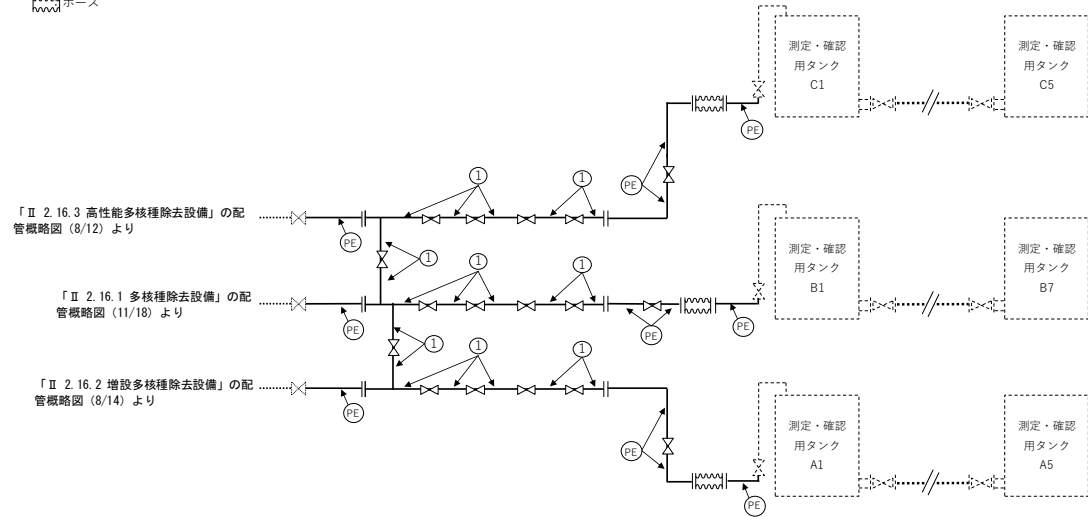 ホース
測定・確認
用タンク
C1
測定・確認
用タンク
C5
PE
PE
①
①
「Ⅱ 2.16.3 高性能多核種除去設備」の配
管概略図（8/12）より
PE
①
測定・確認
用タンク
B1
測定・確認
用タンク
B7
①
①
「Ⅱ 2.16.1 多核種除去設備」の配
管概略図（11/18）より
PE
PE
PE
①
①
①
「Ⅱ 2.16.2 増設多核種除去設備」の配
管概略図（8/14）より
PE
測定・確認
用タンク
A1
測定・確認
用タンク
A5
PE
PE